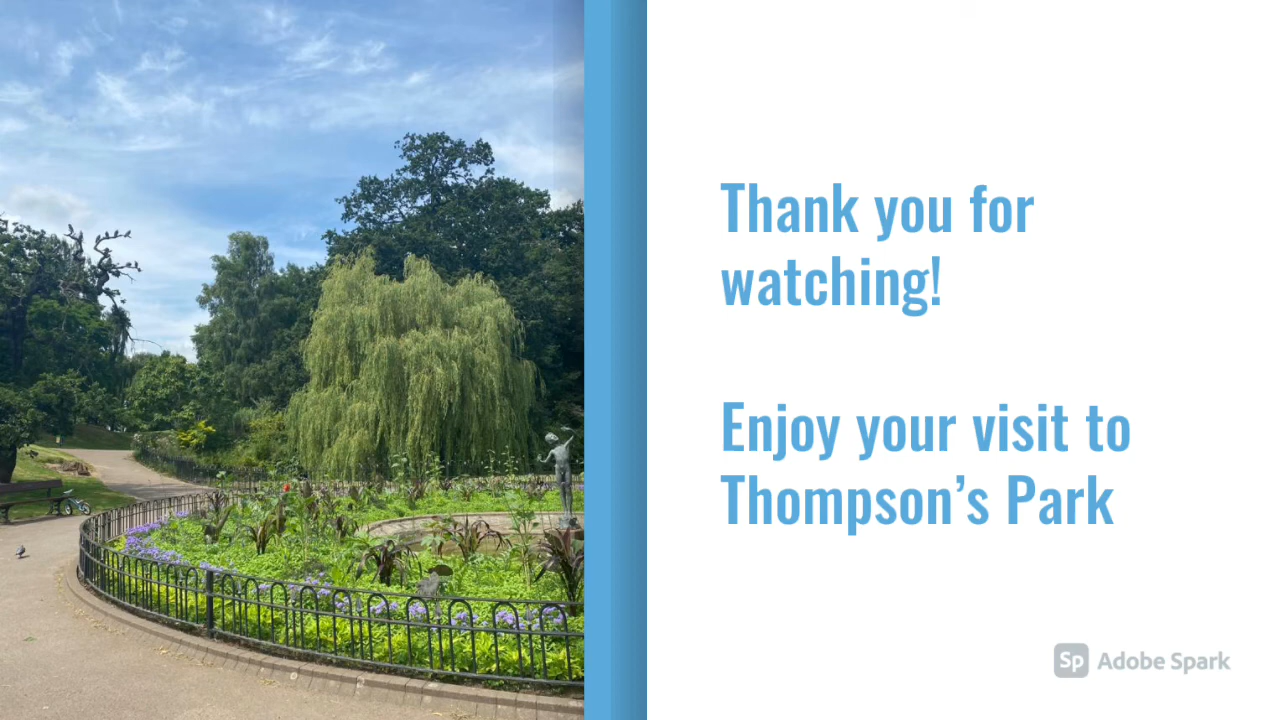 Thank you for
watching!
Enjoy your visit to
Thompson’s Park
Sp Adobe Spark